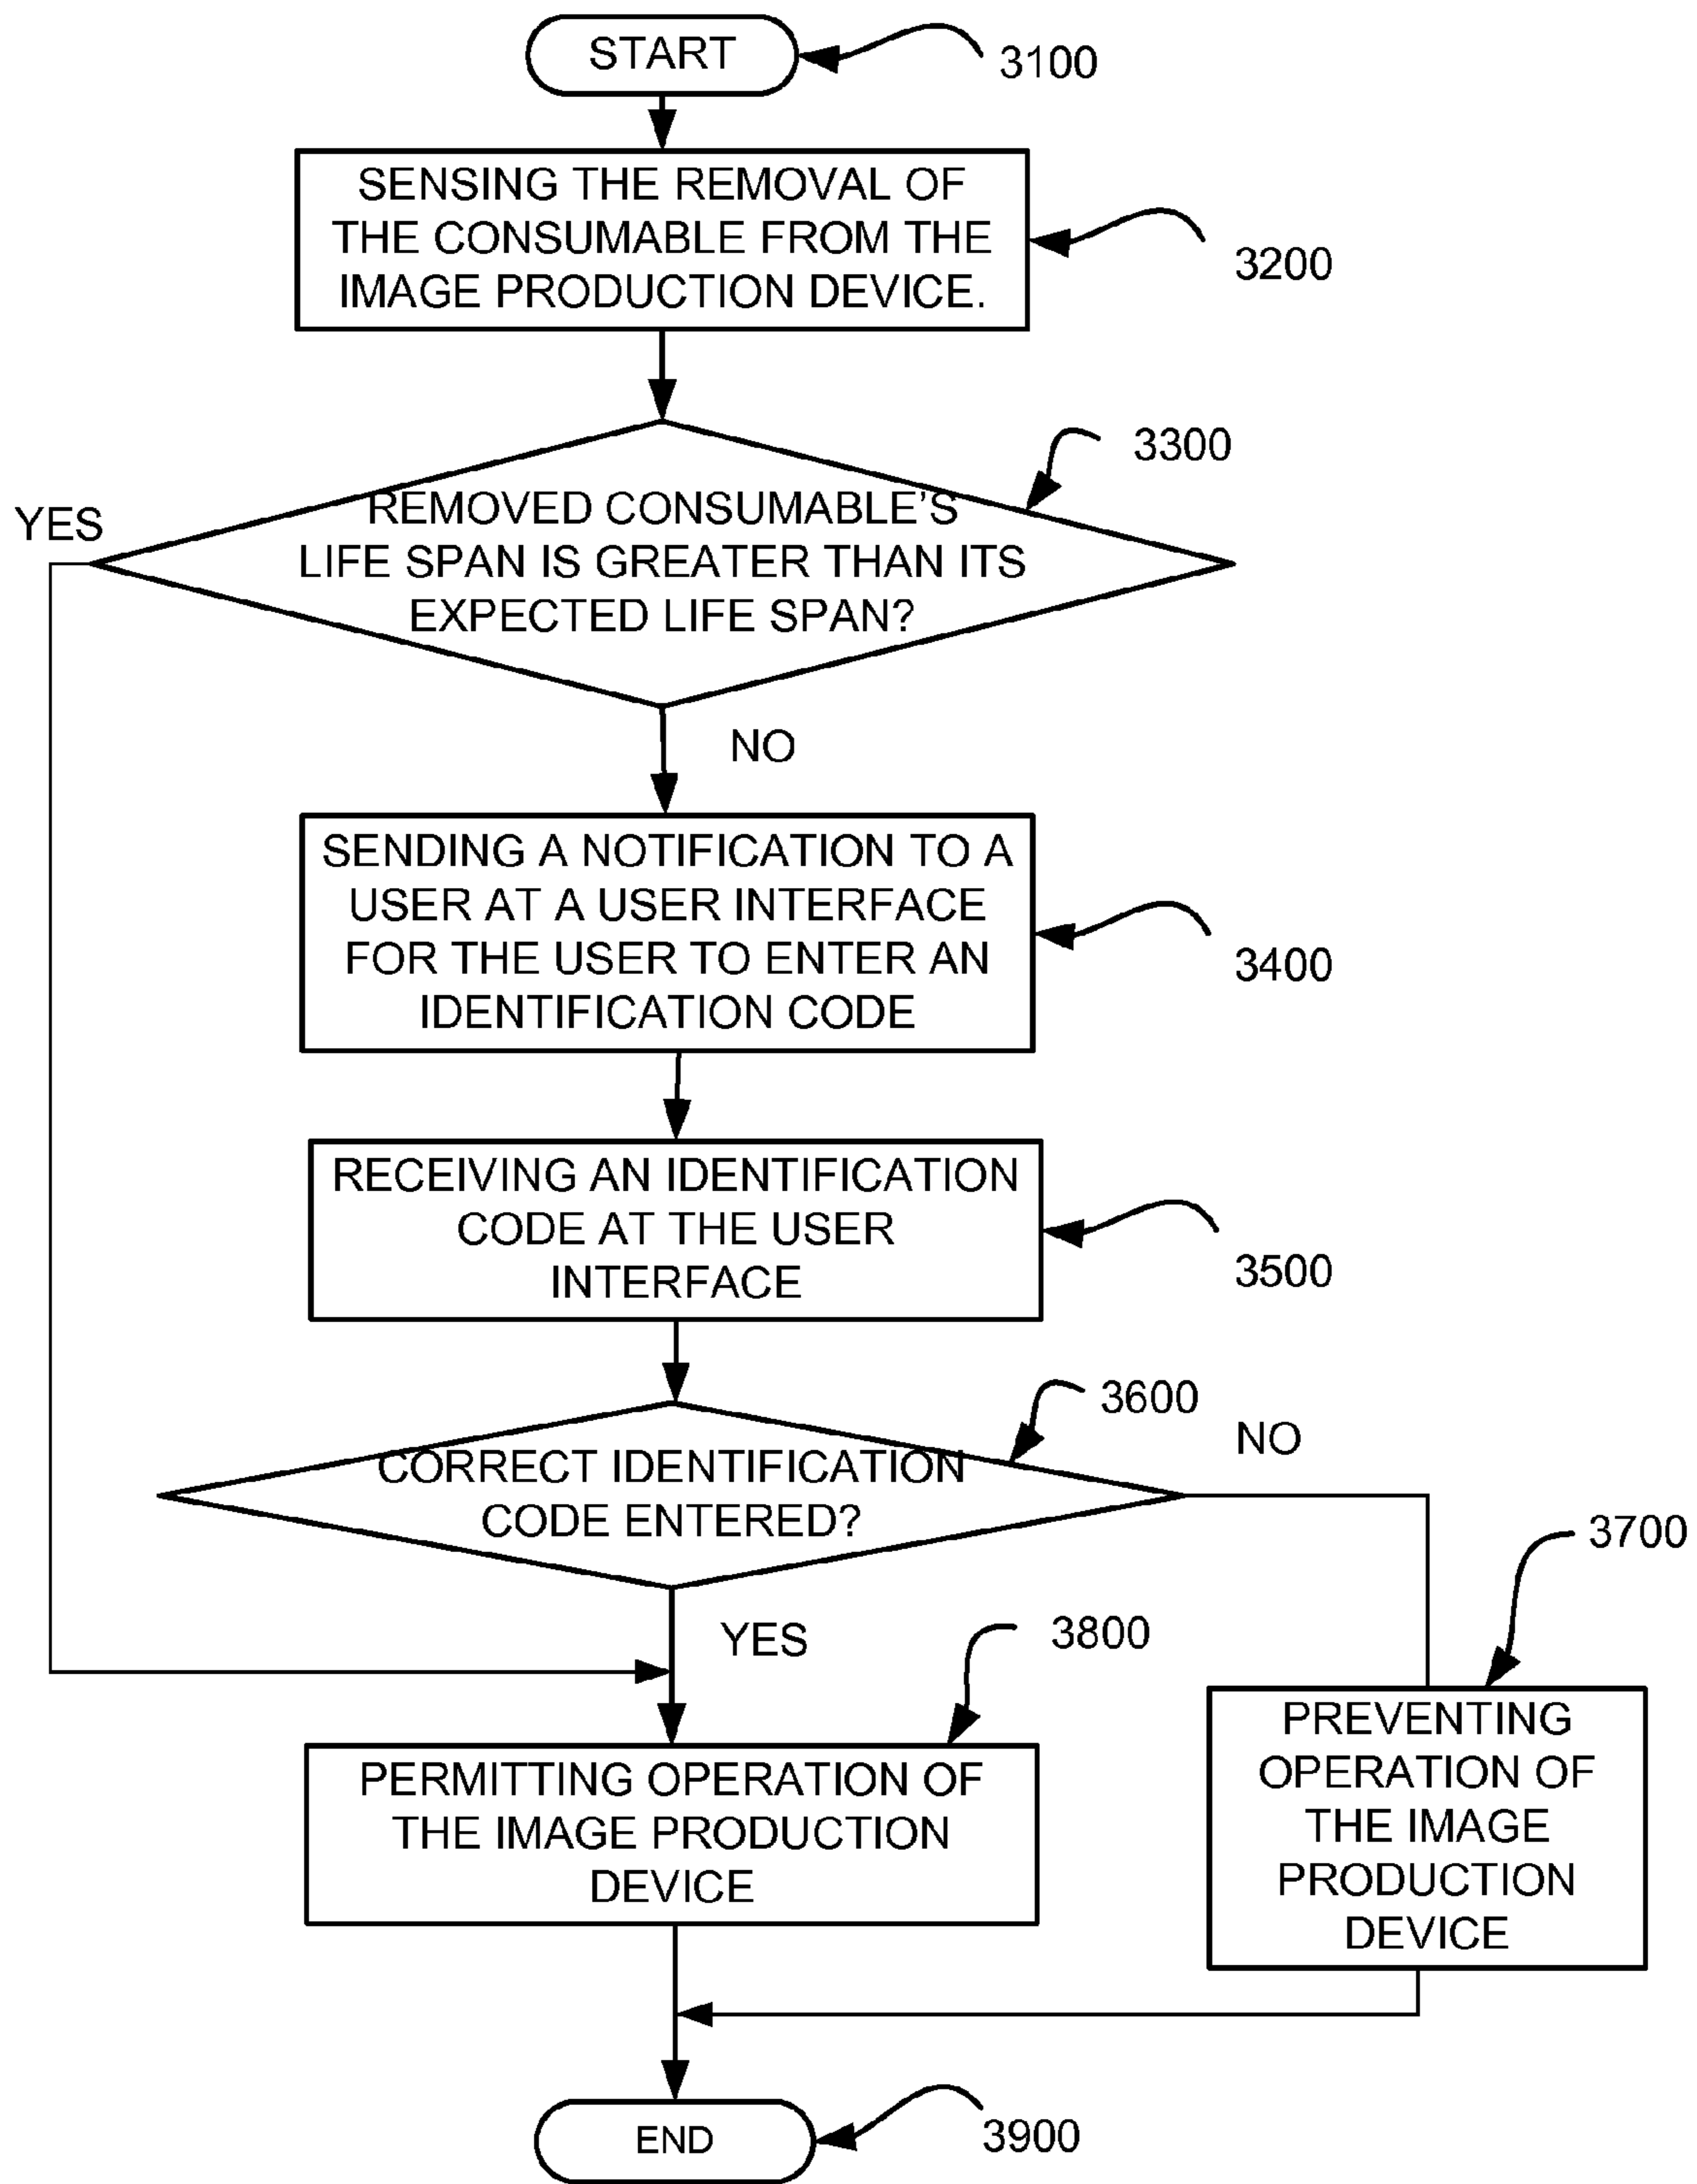 START
3100
SENSING THE REMOVAL OF
THE CONSUMABLE FROM THE
IMAGE PRODUCTION DEVICE.
3200
3300
REMOVED CONSUMABLE'S
LIFE SPAN IS GREATER THAN ITS
EXPECTED LIFE SPAN?
YES
NO
SENDING A NOTIFICATION TO A
USER AT A USER INTERFACE
FOR THE USER TO ENTER AN
IDENTIFICATION CODE
3400
RECEIVING AN IDENTIFICATION
CODE AT THE USER
INTERFACE
3500
3600
CORRECT IDENTIFICATION
CODE ENTERED?
NO
YES
3700
PREVENTING
OPERATION OF
THE IMAGE
PRODUCTION
DEVICE
3800
PERMITTING OPERATION OF
THE IMAGE PRODUCTION
DEVICE
END
3900